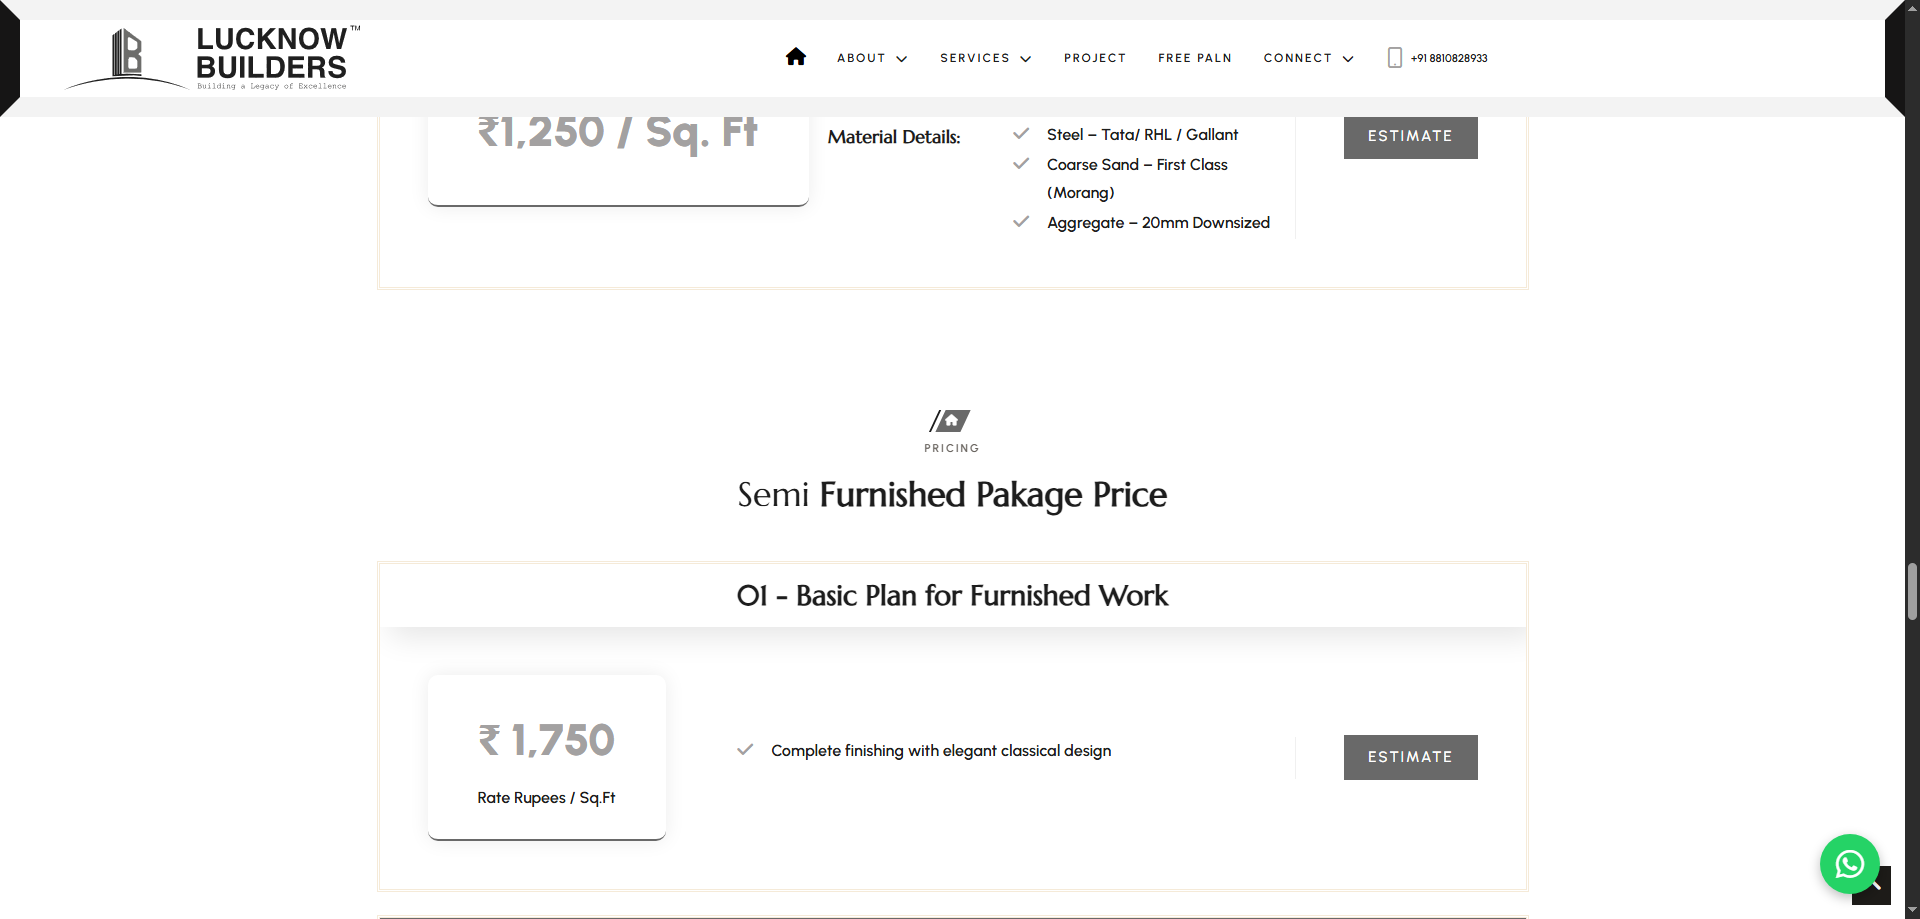 LUCKNOW™
BUILDERS
Building a Legacy of Excellence
ABOUT
SERVICES
PROJECT
FREE PALN
CONNECT
+91 8810828933
₹1,250 / Sq. Ft
Material Details:
Steel – Tata/ RHL / Gallant
Coarse Sand – First Class
(Morang)
Aggregate – 20mm Downsized
ESTIMATE
PRICING
Semi Furnished Pakage Price
01 - Basic Plan for Furnished Work
₹ 1,750
Rate Rupees / Sq.Ft
Complete finishing with elegant classical design
ESTIMATE